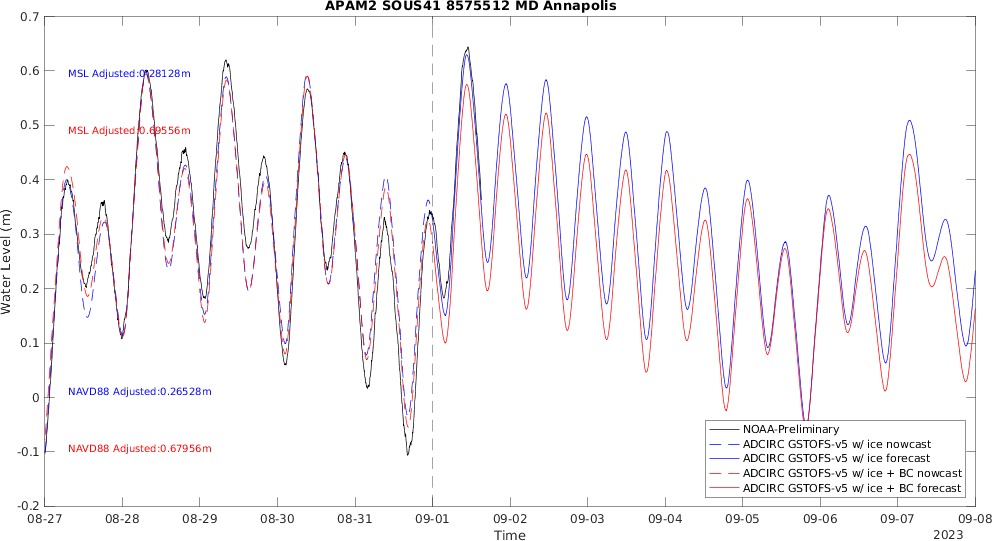 APAM2 SOUS41 8575512 MD Annapolis
0.7
0.6
0.5
0.4
0.3
0.2
0.1
0
-0.1
-0.2
Water Level (m)
MSL Adjusted:0.28128m
MSL Adjusted:0.69556m
NAVD88 Adjusted:0.26528m
NAVD88 Adjusted:0.67956m
NOAA-Preliminary
ADCIRC GSTOFS-v5 w/ ice nowcast
ADCIRC GSTOFS-v5 w/ ice forecast
ADCIRC GSTOFS-v5 w/ ice + BC nowcast
ADCIRC GSTOFS-v5 w/ ice + BC forecast
08-27 08-28 08-29 08-30 08-31 09-01 09-02 09-03 09-04 09-05 09-06 09-07 09-08
Time
2023